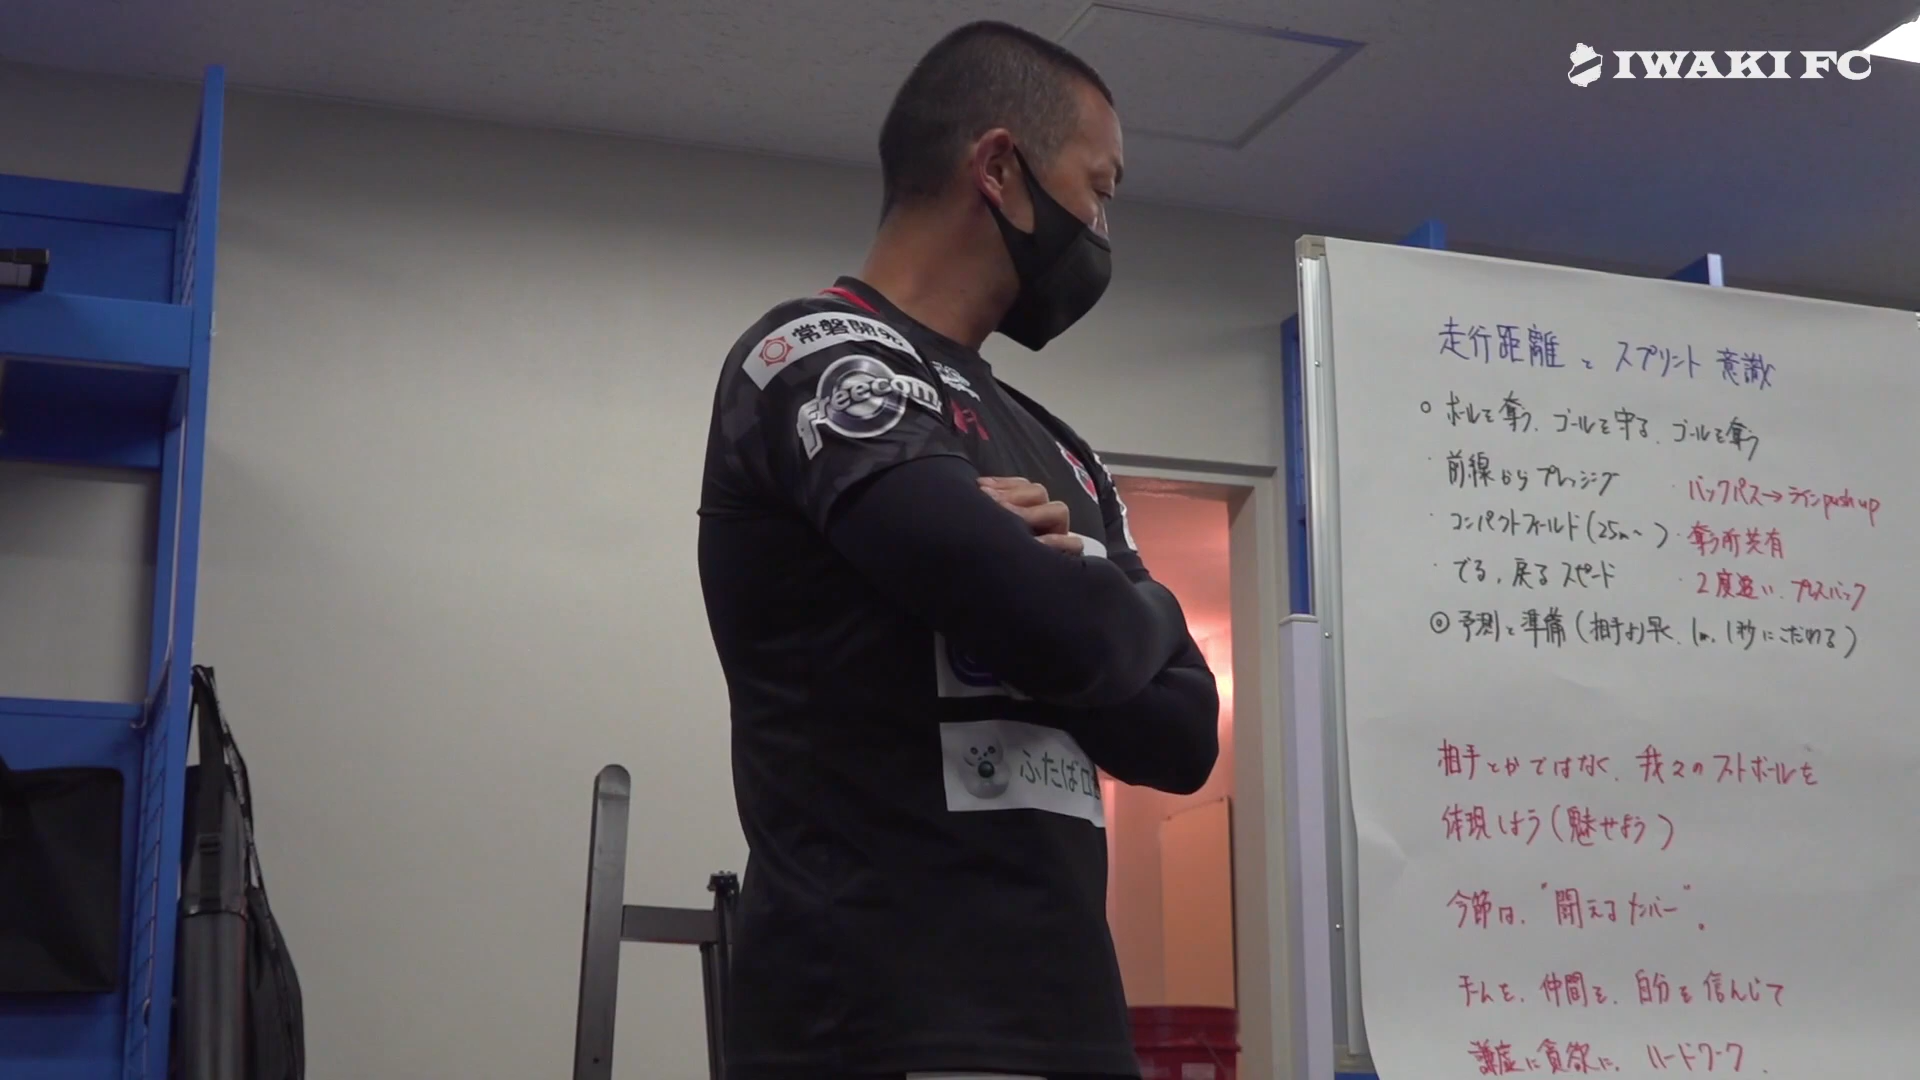 IWAKI FC
常磐開発
Freecom
ふたばロ
走行距離 と スプリント 意識
○ ボールを奪う、ゴールを守る、ゴールを奪う
・前線からプレッシング
・バックパス→ライン push up
・コンパクトフィールド(25m〜)
・奪う所共有
・でる、戻るスピード
・2度追い、プレスバック
◎ 予測と準備(相手より早く、1m、1秒にこだわる)
相手とかではなく、我々のフットボールを
体現しよう(魅せよう)
今節は、"闘えるメンバー"。
チームを、仲間を、自分を信じて
謙虚に貪欲に、ハードワーク。